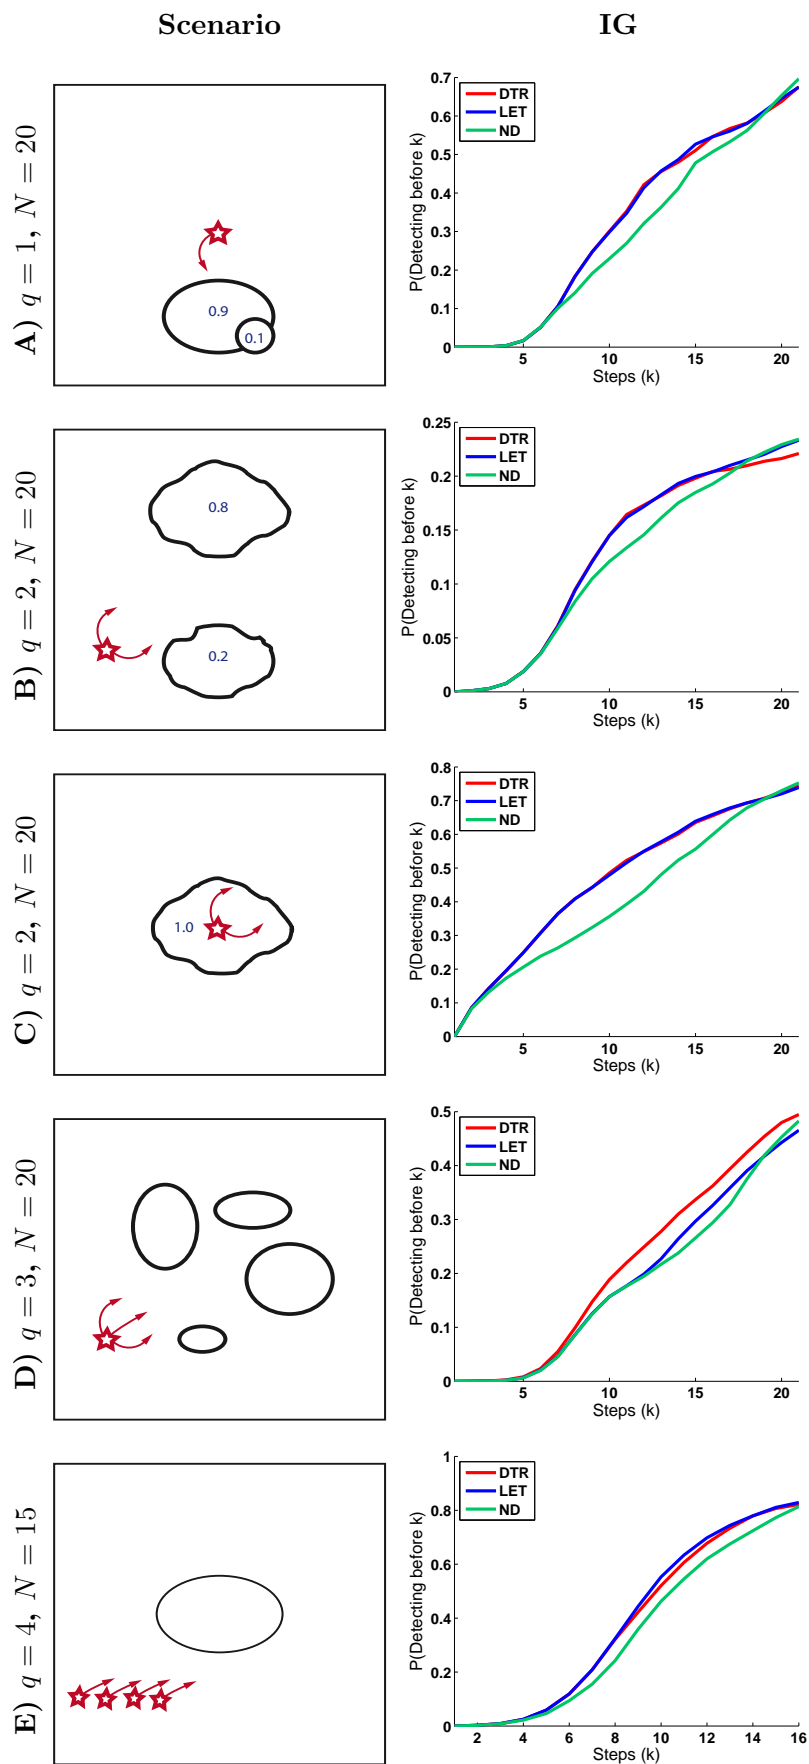 Scenario
IG
A) q = 1, N = 20
0.9
0.1
0.7
0.6
0.5
0.4
0.3
0.2
0.1
0
P(Detecting before k)
DTR
LET
ND
5 10 15 20
Steps (k)
B) q = 2, N = 20
0.8
0.2
0.25
0.2
0.15
0.1
0.05
0
P(Detecting before k)
DTR
LET
ND
5 10 15 20
Steps (k)
C) q = 2, N = 20
1.0
0.8
0.7
0.6
0.5
0.4
0.3
0.2
0.1
0
P(Detecting before k)
DTR
LET
ND
5 10 15 20
Steps (k)
D) q = 3, N = 20
0.5
0.4
0.3
0.2
0.1
0
P(Detecting before k)
DTR
LET
ND
5 10 15 20
Steps (k)
E) q = 4, N = 15
1
0.8
0.6
0.4
0.2
0
P(Detecting before k)
DTR
LET
ND
2 4 6 8 10 12 14 16
Steps (k)